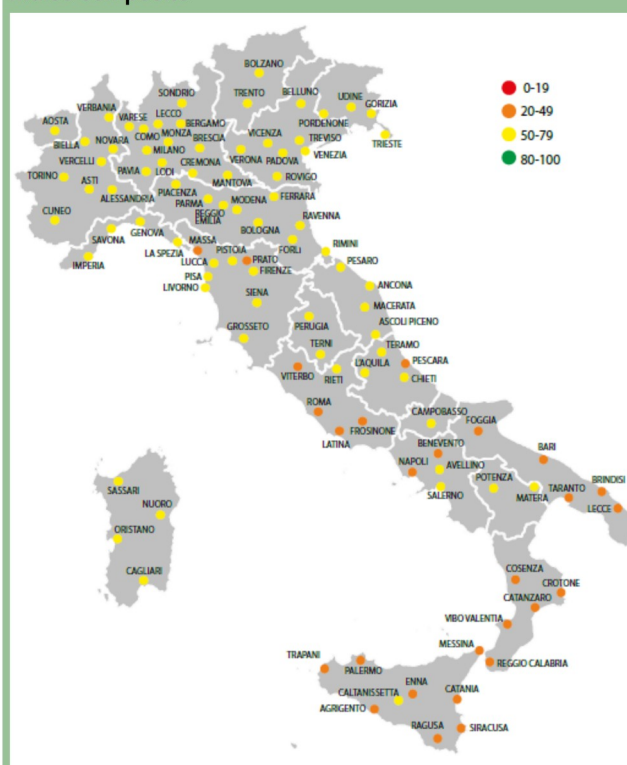 BOLZANO
SONDRIO
TRENTO
BELLUNO
UDINE
GORIZIA
0-19
20-49
50-79
80-100
VERBANIA
AOSTA
VARESE
LECCO
BERGAMO
PORDENONE
COMO
MONZA
BRESCIA
VICENZA
TREVISO
TRIESTE
BIELLA
NOVARA
MILANO
VENEZIA
VERCELLI
CREMONA
VERONA
PADOVA
TORINO
PAVIA
LODI
ROVIGO
ASTI
MANTOVA
ALESSANDRIA
PIACENZA
FERRARA
PARMA
MODENA
CUNEO
REGGIO
EMILIA
RAVENNA
GENOVA
BOLOGNA
SAVONA
MASSA
FORLì
RIMINI
LA SPEZIA
PISTOIA
IMPERIA
LUCCA
PRATO
PESARO
FIRENZE
PISA
LIVORNO
ANCONA
SIENA
MACERATA
ASCOLI PICENO
GROSSETO
PERUGIA
TERNI
TERAMO
L'AQUILA
PESCARA
VITERBO
RIETI
CHIETI
ROMA
CAMPOBASSO
FOGGIA
LATINA
FROSINONE
BENEVENTO
BARI
NAPOLI
AVELLINO
POTENZA
BRINDISI
SASSARI
TARANTO
SALERNO
MATERA
LECCE
NUORO
ORISTANO
CAGLIARI
COSENZA
CROTONE
CATANZARO
VIBO VALENTIA
MESSINA
TRAPANI
REGGIO CALABRIA
PALERMO
ENNA
CALTANISSETTA
CATANIA
AGRIGENTO
RAGUSA
SIRACUSA